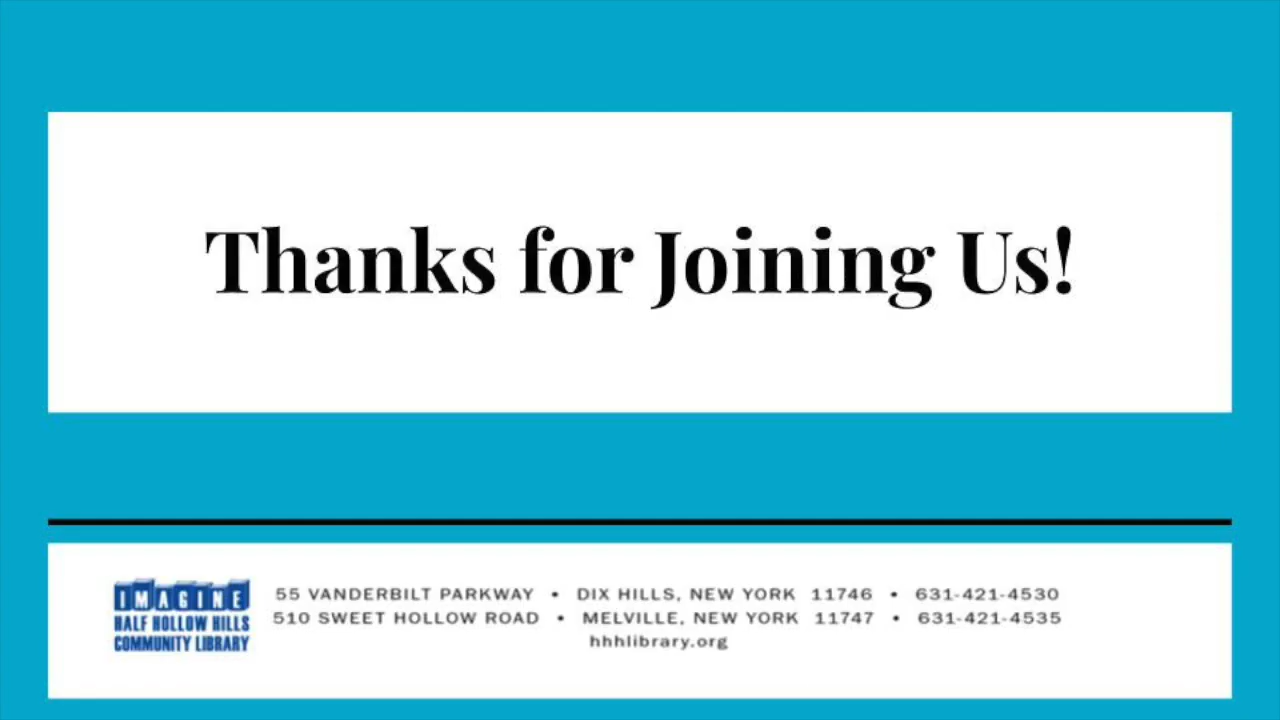 Thanks for Joining Us!
IMAGINE
HALF HOLLOW HILLS
COMMUNITY LIBRARY
55 VANDERBILT PARKWAY • DIX HILLS, NEW YORK 11746 • 631-421-4530
510 SWEET HOLLOW ROAD • MELVILLE, NEW YORK 11747 • 631-421-4535
hhhlibrary.org